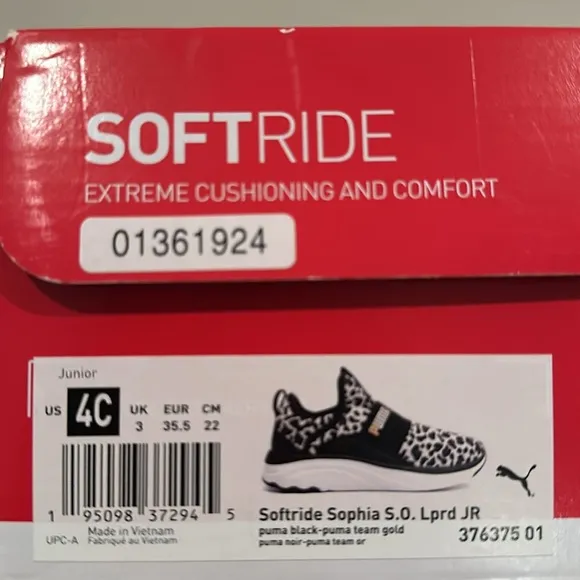 SOFTRIDE
EXTREME CUSHIONING AND COMFORT
01361924
Junior
US 4C UK 3 EUR 35.5 CM 22
1 95098 37294 5
UPC-A Made in Vietnam
Fabriqué au Vietnam
PUMA
Softride Sophia S.O. Lprd JR
puma black-puma team gold
puma noir-puma team or
376375 01